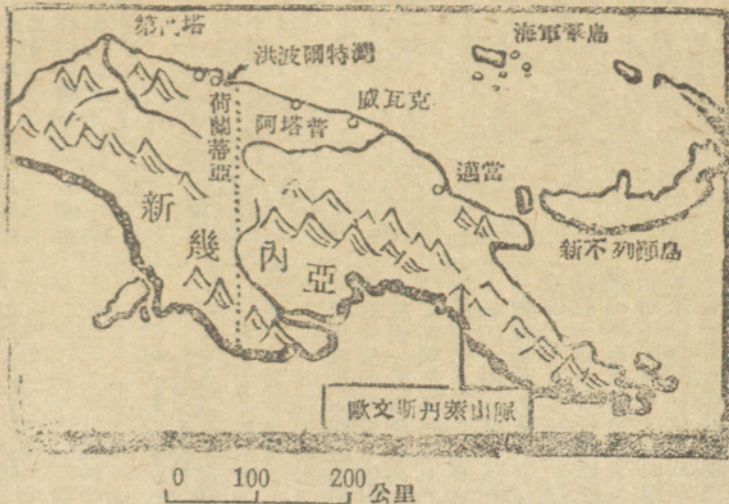 海軍羣島
洪波爾特灣
荷蘭蒂亞
威瓦克
阿塔普
邁當
新幾內亞
新不列顛島
歐文斯丹萊山脈
0 100 200 公里